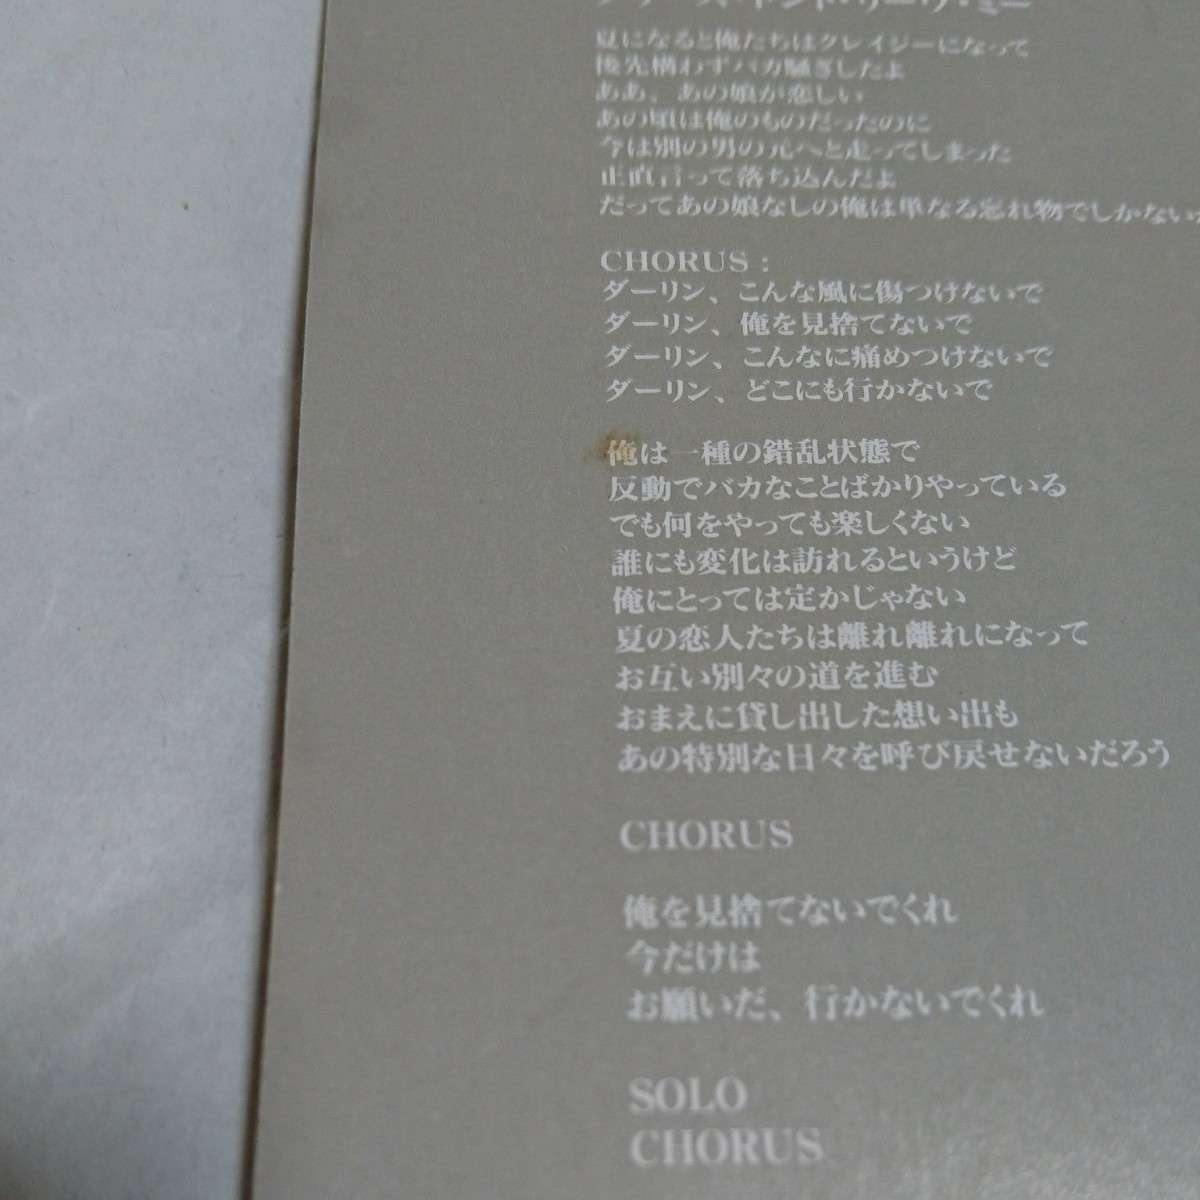 プリーズ・ドント・リーヴ・ミー
夏になると俺たちはクレイジーになって
後先構わずバカ騒ぎしたよ
ああ、あの娘が恋しい
あの頃は俺のものだったのに
今は別の男の元へと走ってしまった
正直言って落ち込んだよ
だってあの娘なしの俺は単なる忘れ物でしかない
CHORUS :
ダーリン、こんな風に傷つけないで
ダーリン、俺を見捨てないで
ダーリン、こんなに痛めつけないで
ダーリン、どこにも行かないで
俺は一種の錯乱状態で
反動でバカなことばかりやっている
でも何をやっても楽しくない
誰にも変化は訪れるというけど
俺にとっては定かじゃない
夏の恋人たちは離れ離れになって
お互い別々の道を進む
おまえに貸し出した想い出も
あの特別な日々を呼び戻せないだろう
CHORUS
俺を見捨てないでくれ
今だけは
お願いだ、行かないでくれ
SOLO
CHORUS